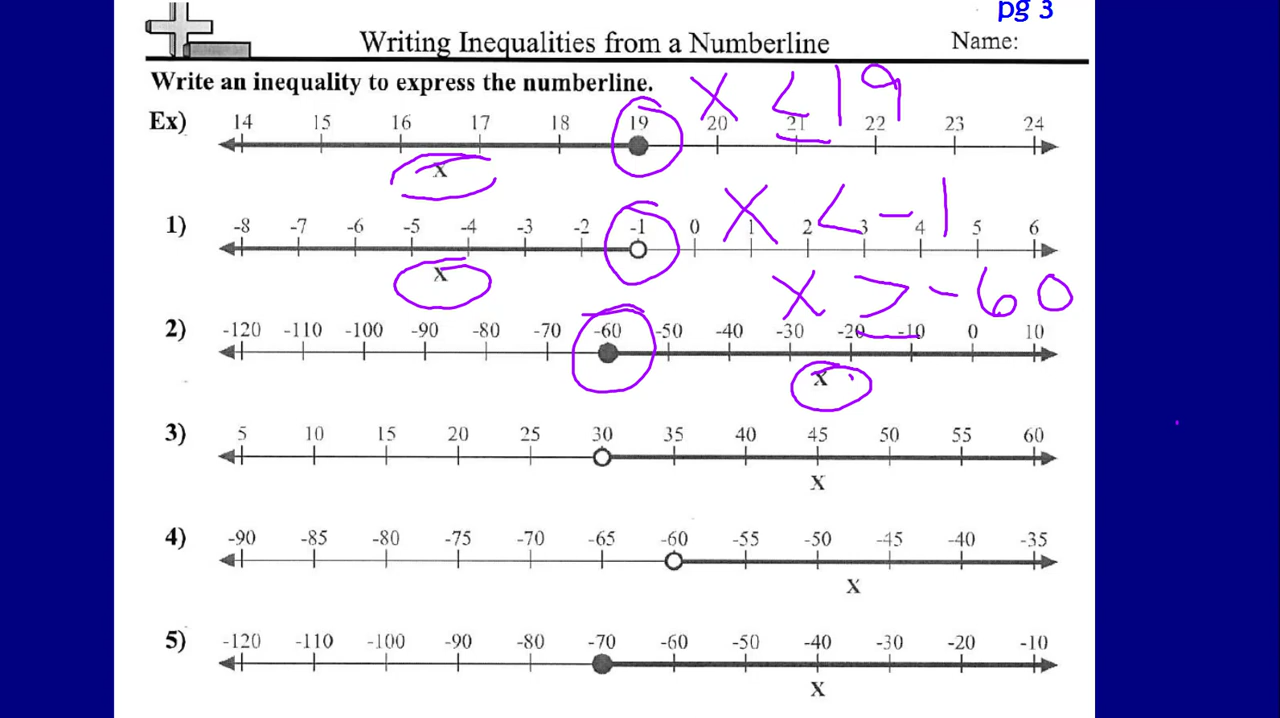 pg 3
Writing Inequalities from a Numberline Name:
Write an inequality to express the numberline.
x ≤ 19
Ex) 14 15 16 17 18 19 20 21 22 23 24
x
x < -1
1) -8 -7 -6 -5 -4 -3 -2 -1 0 1 2 3 4 5 6
x
x ≥ -60
2) -120 -110 -100 -90 -80 -70 -60 -50 -40 -30 -20 -10 0 10
x
3) 5 10 15 20 25 30 35 40 45 50 55 60
x
4) -90 -85 -80 -75 -70 -65 -60 -55 -50 -45 -40 -35
x
5) -120 -110 -100 -90 -80 -70 -60 -50 -40 -30 -20 -10
x